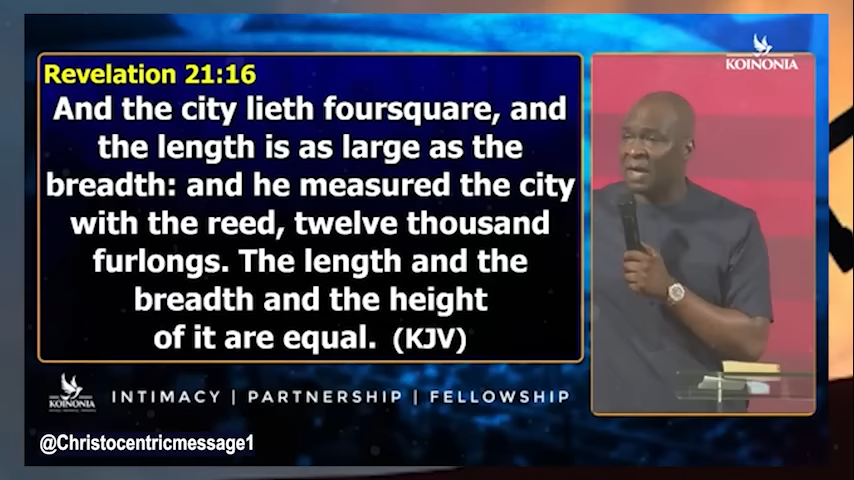 KOINONIA
Revelation 21:16
And the city lieth foursquare, and
the length is as large as the
breadth: and he measured the city
with the reed, twelve thousand
furlongs. The length and the
breadth and the height
of it are equal. (KJV)
KOINONIA
INTIMACY | PARTNERSHIP | FELLOWSHIP
@Christocentricmessage1